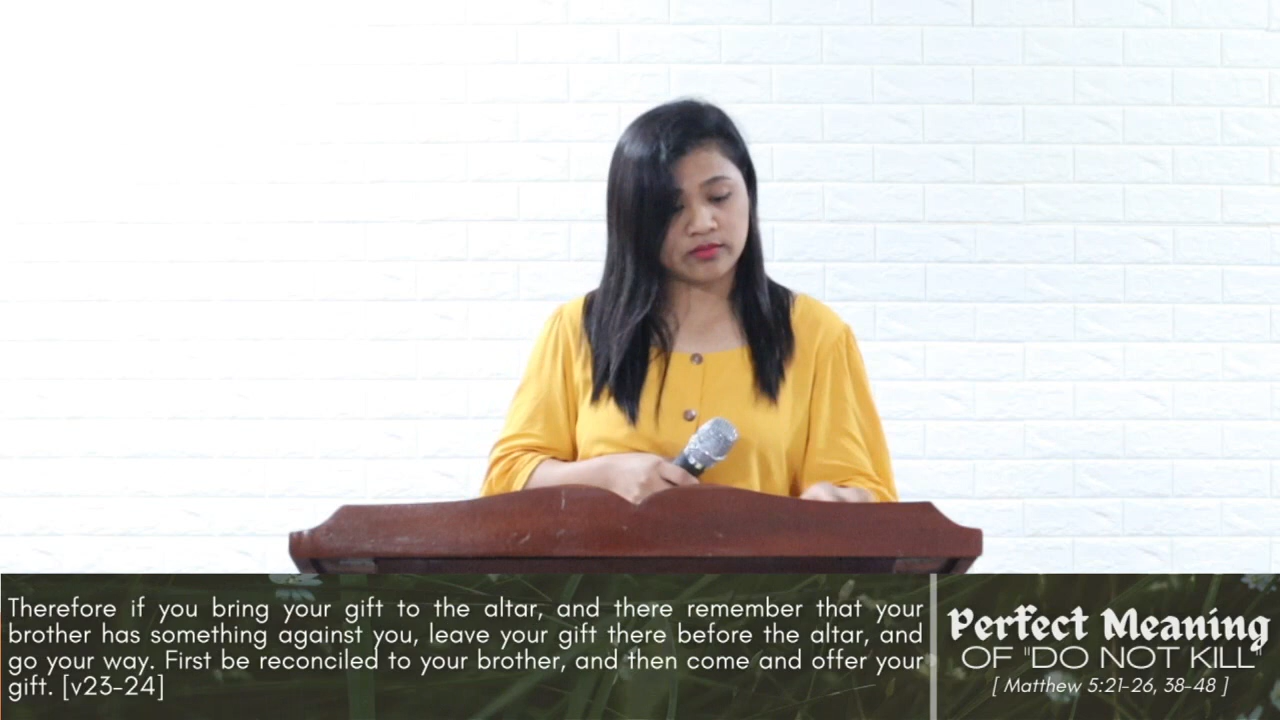 Therefore if you bring your gift to the altar, and there remember that your
brother has something against you, leave your gift there before the altar, and
go your way. First be reconciled to your brother, and then come and offer your
gift. [v23-24]
Perfect Meaning
OF "DO NOT KILL"
[ Matthew 5:21-26, 38-48 ]